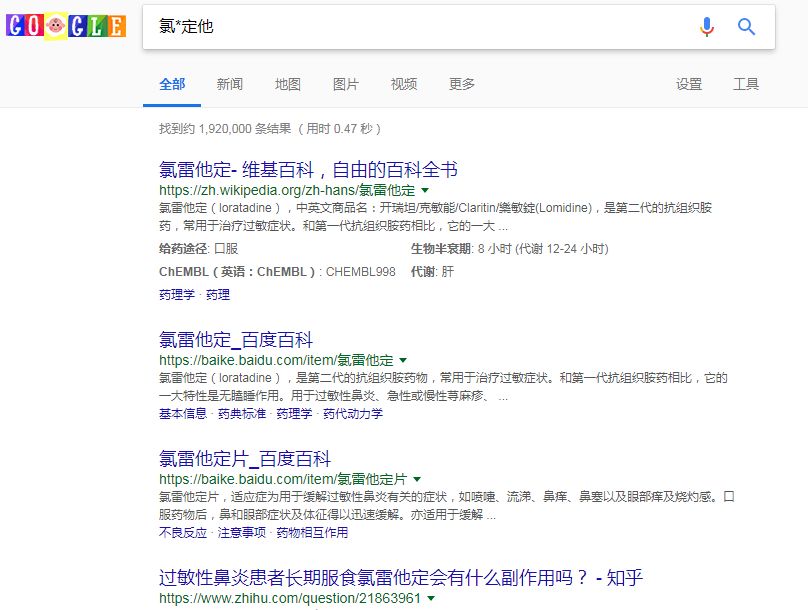 GOOGLE
氯*定他
全部 新闻 地图 图片 视频 更多 设置 工具
找到约 1,920,000 条结果 （用时 0.47 秒）
氯雷他定- 维基百科，自由的百科全书
https://zh.wikipedia.org/zh-hans/氯雷他定
氯雷他定（loratadine），中英文商品名：开瑞坦/克敏能/Claritin/樂敏錠(Lomidine)，是第二代的抗组织胺
药，常用于治疗过敏症状。和第一代抗组织胺药相比，它的一大 ...
给药途径: 口服 生物半衰期: 8 小时 (代谢 12-24 小时)
ChEMBL（英语：ChEMBL）: CHEMBL998 代谢: 肝
药理学 · 药理
氯雷他定_百度百科
https://baike.baidu.com/item/氯雷他定
氯雷他定（loratadine），是第二代的抗组织胺药物，常用于治疗过敏症状。和第一代抗组织胺药相比，它的
一大特性是无瞌睡作用。用于过敏性鼻炎、急性或慢性荨麻疹、 ...
基本信息 · 药典标准 · 药理学 · 药代动力学
氯雷他定片_百度百科
https://baike.baidu.com/item/氯雷他定片
氯雷他定片，适应症为用于缓解过敏性鼻炎有关的症状，如喷嚏、流涕、鼻痒、鼻塞以及眼部痒及烧灼感。口
服药物后，鼻和眼部症状及体征得以迅速缓解。亦适用于缓解 ...
不良反应 · 注意事项 · 药物相互作用
过敏性鼻炎患者长期服食氯雷他定会有什么副作用吗？ - 知乎
https://www.zhihu.com/question/21863961